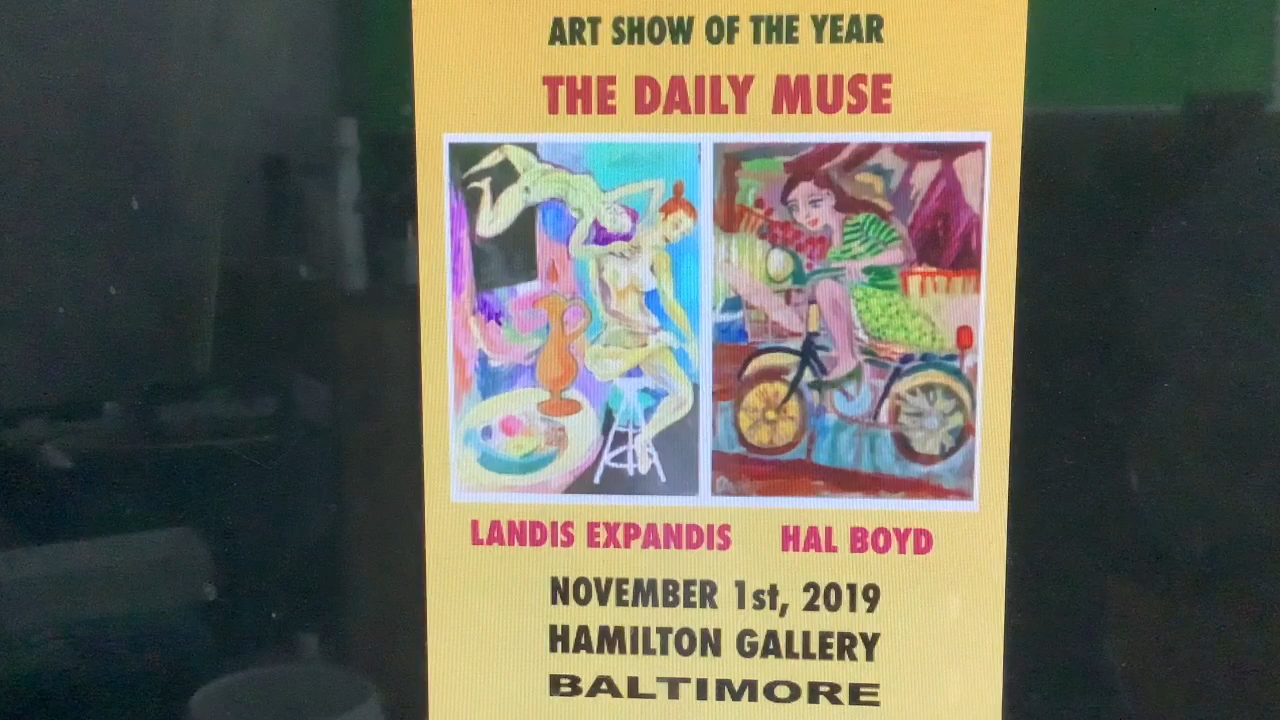 ART SHOW OF THE YEAR
THE DAILY MUSE
LANDIS EXPANDIS HAL BOYD
NOVEMBER 1st, 2019
HAMILTON GALLERY
BALTIMORE